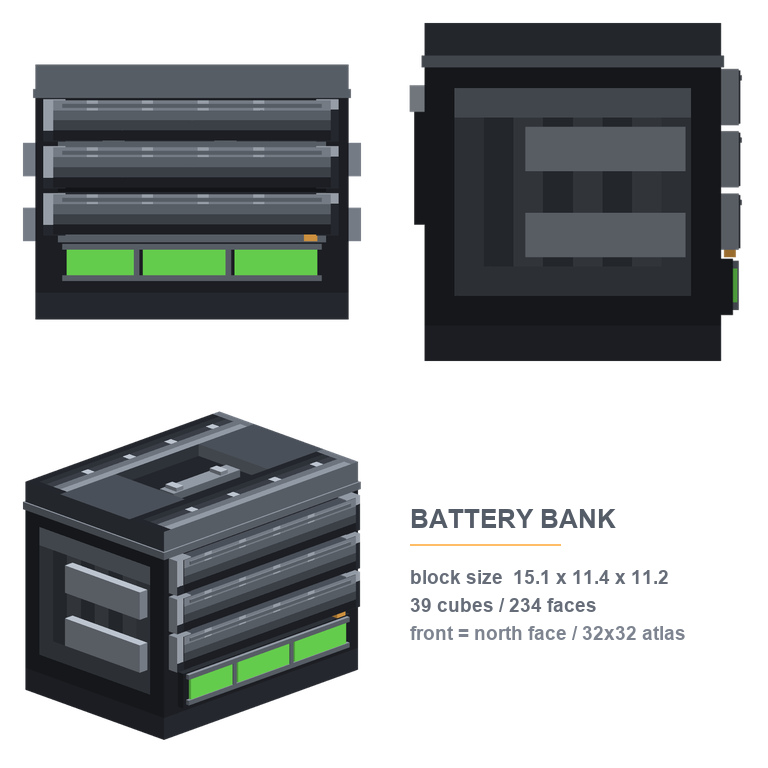 BATTERY BANK
block size 15.1 x 11.4 x 11.2
39 cubes / 234 faces
front = north face / 32x32 atlas